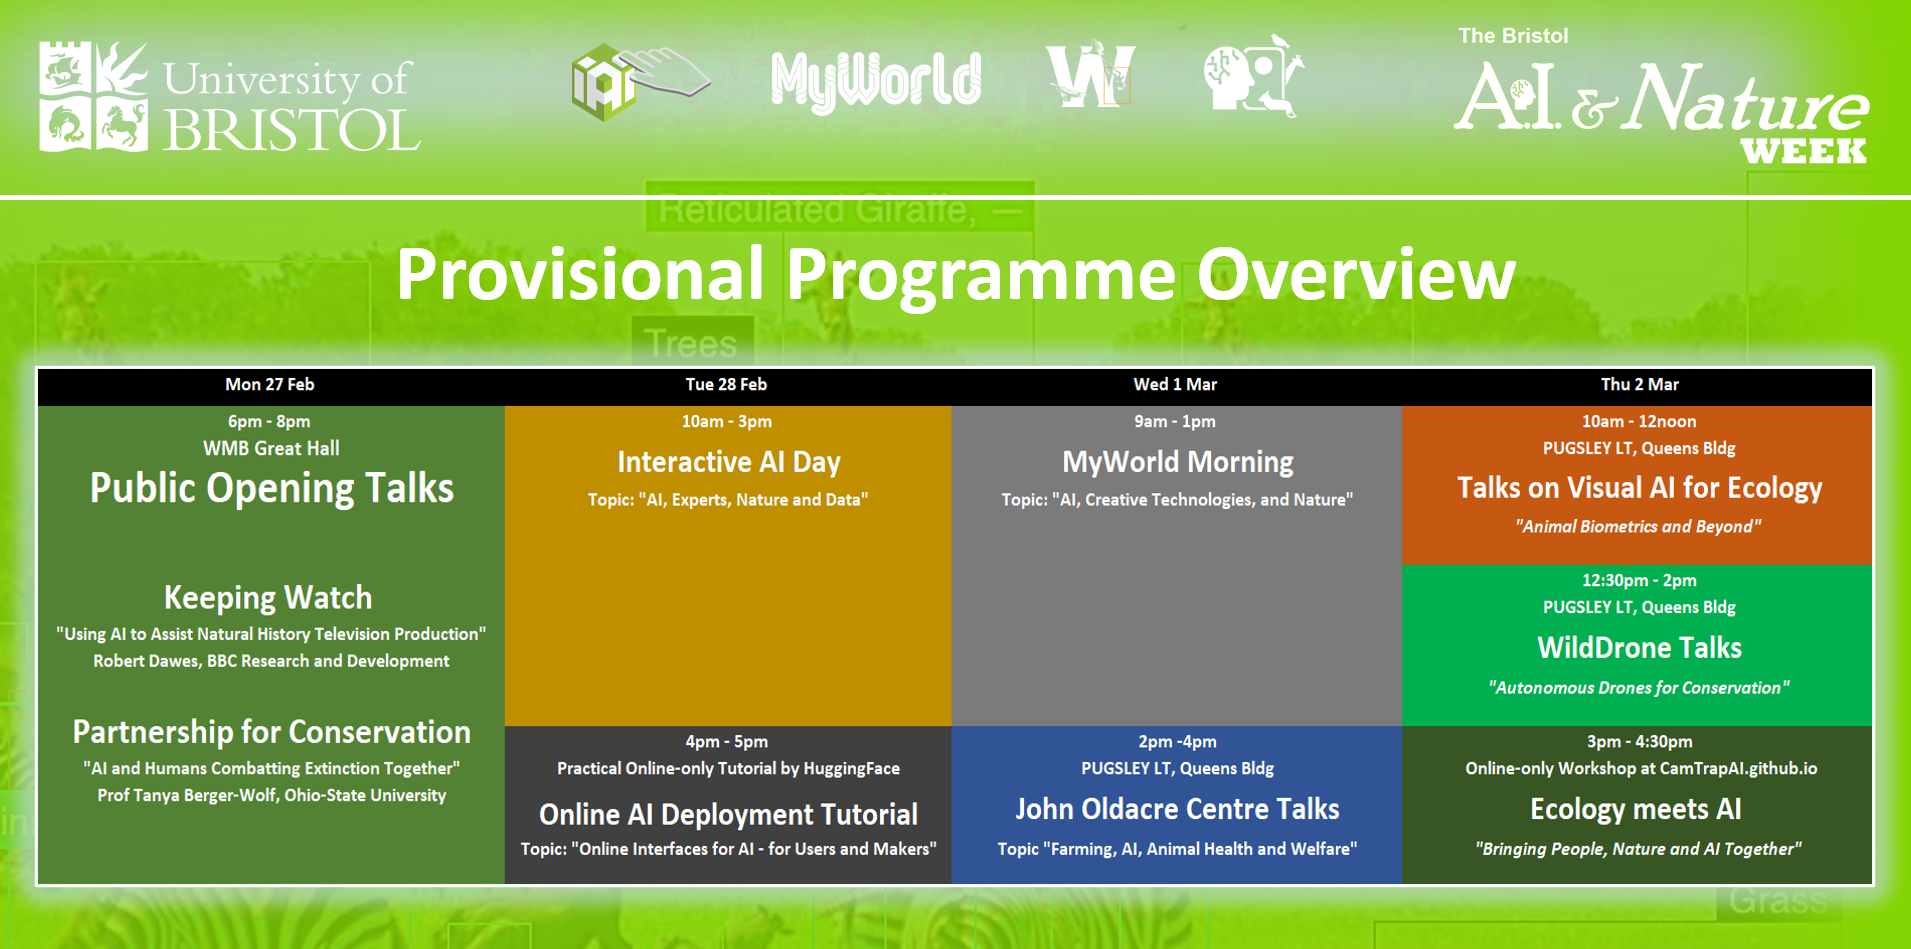 University of
BRISTOL
iAi
MyWorld
W
The Bristol
A.I. & Nature
WEEK
Reticulated Giraffe, —
Provisional Programme Overview
Trees
Mon 27 Feb
6pm - 8pm
WMB Great Hall
Public Opening Talks
Keeping Watch
"Using AI to Assist Natural History Television Production"
Robert Dawes, BBC Research and Development
Partnership for Conservation
"AI and Humans Combatting Extinction Together"
Prof Tanya Berger-Wolf, Ohio-State University
Tue 28 Feb
10am - 3pm
Interactive AI Day
Topic: "AI, Experts, Nature and Data"
4pm - 5pm
Practical Online-only Tutorial by HuggingFace
Online AI Deployment Tutorial
Topic: "Online Interfaces for AI - for Users and Makers"
Wed 1 Mar
9am - 1pm
MyWorld Morning
Topic: "AI, Creative Technologies, and Nature"
2pm -4pm
PUGSLEY LT, Queens Bldg
John Oldacre Centre Talks
Topic "Farming, AI, Animal Health and Welfare"
Thu 2 Mar
10am - 12noon
PUGSLEY LT, Queens Bldg
Talks on Visual AI for Ecology
"Animal Biometrics and Beyond"
12:30pm - 2pm
PUGSLEY LT, Queens Bldg
WildDrone Talks
"Autonomous Drones for Conservation"
3pm - 4:30pm
Online-only Workshop at CamTrapAI.github.io
Ecology meets AI
"Bringing People, Nature and AI Together"
Grass